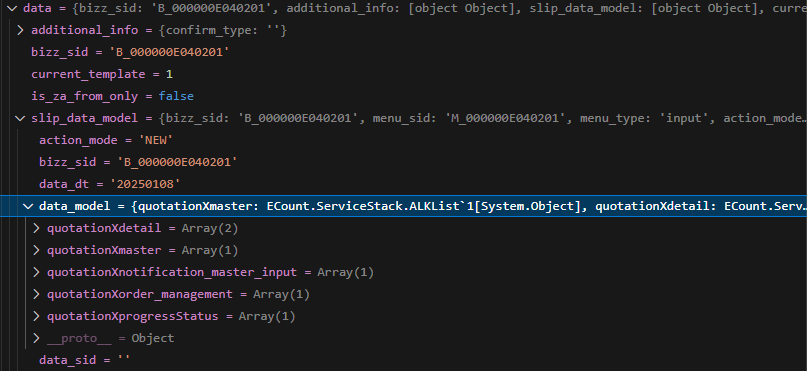 data = {bizz_sid: 'B_000000E040201', additional_info: [object Object], slip_data_model: [object Object], curre
additional_info = {confirm_type: ''}
bizz_sid = 'B_000000E040201'
current_template = 1
is_za_from_only = false
slip_data_model = {bizz_sid: 'B_000000E040201', menu_sid: 'M_000000E040201', menu_type: 'input', action_mode…
action_mode = 'NEW'
bizz_sid = 'B_000000E040201'
data_dt = '20250108'
data_model = {quotationXmaster: ECount.ServiceStack.ALKList`1[System.Object], quotationXdetail: ECount.Serv…
quotationXdetail = Array(2)
quotationXmaster = Array(1)
quotationXnotification_master_input = Array(1)
quotationXorder_management = Array(1)
quotationXprogressStatus = Array(1)
__proto__ = Object
data_sid = ''